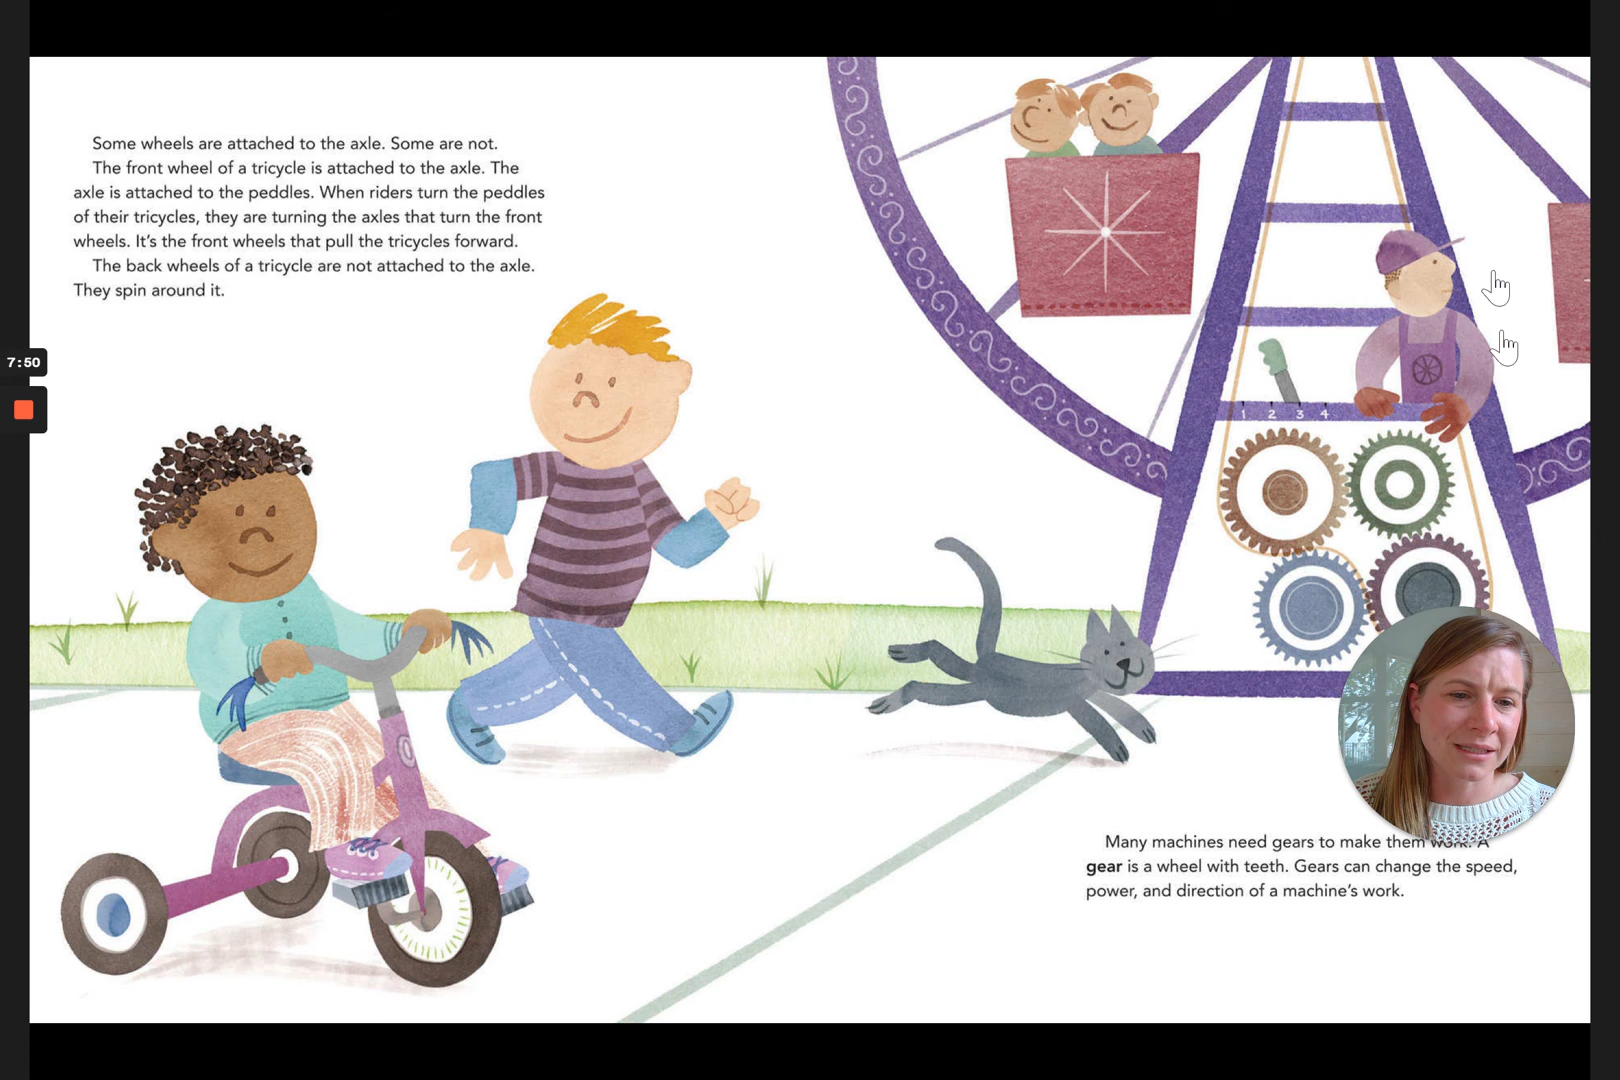 Some wheels are attached to the axle. Some are not.
The front wheel of a tricycle is attached to the axle. The
axle is attached to the peddles. When riders turn the peddles
of their tricycles, they are turning the axles that turn the front
wheels. It's the front wheels that pull the tricycles forward.
The back wheels of a tricycle are not attached to the axle.
They spin around it.
7:50
1 2 3 4
Many machines need gears to make them work. A
gear is a wheel with teeth. Gears can change the speed,
power, and direction of a machine's work.